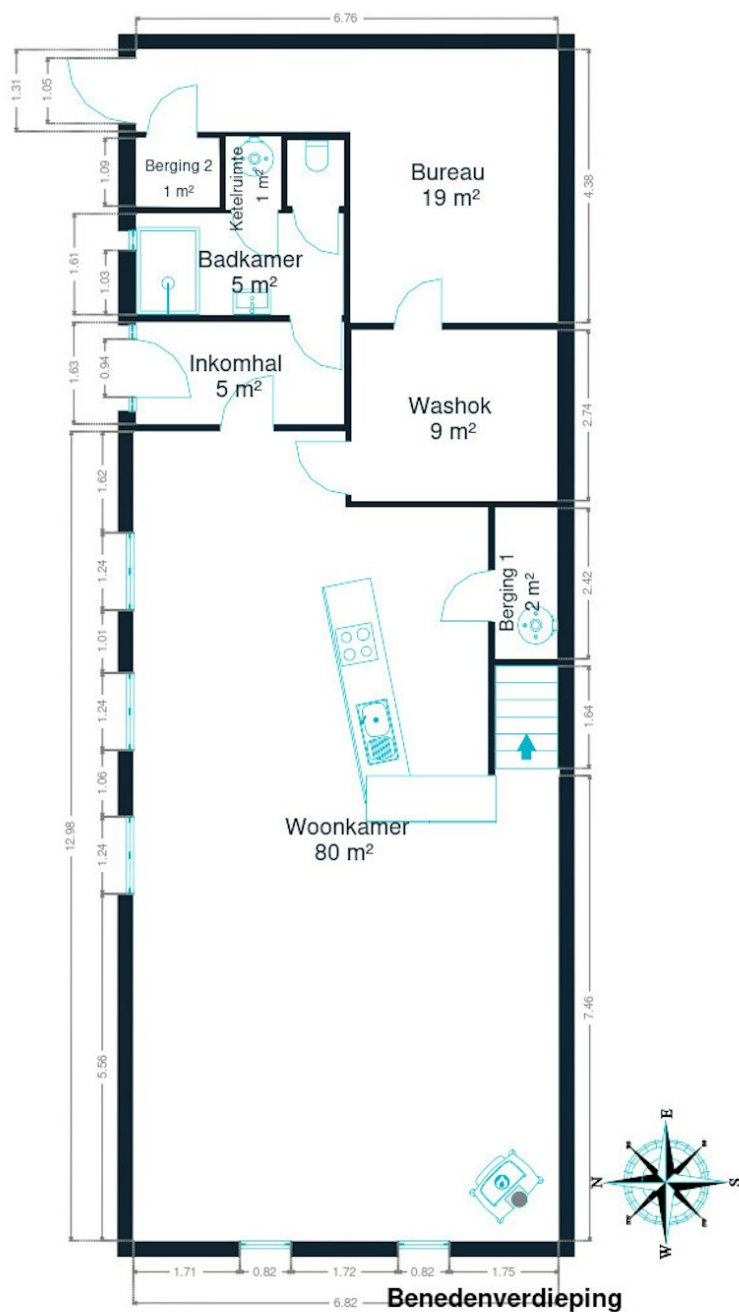 6.76
1.31
1.05
Berging 2
1 m²
Ketelruimte
1 m²
1.09
Bureau
19 m²
4.38
1.61
1.03
Badkamer
5 m²
1.63
0.94
Inkomhal
5 m²
Washok
9 m²
2.74
12.98
1.62
1.24
1.01
1.24
1.06
1.24
5.56
Berging 1
2 m²
2.42
1.64
Woonkamer
80 m²
7.46
E
N
S
W
1.71
0.82
1.72
0.82
1.75
6.82
Benedenverdieping